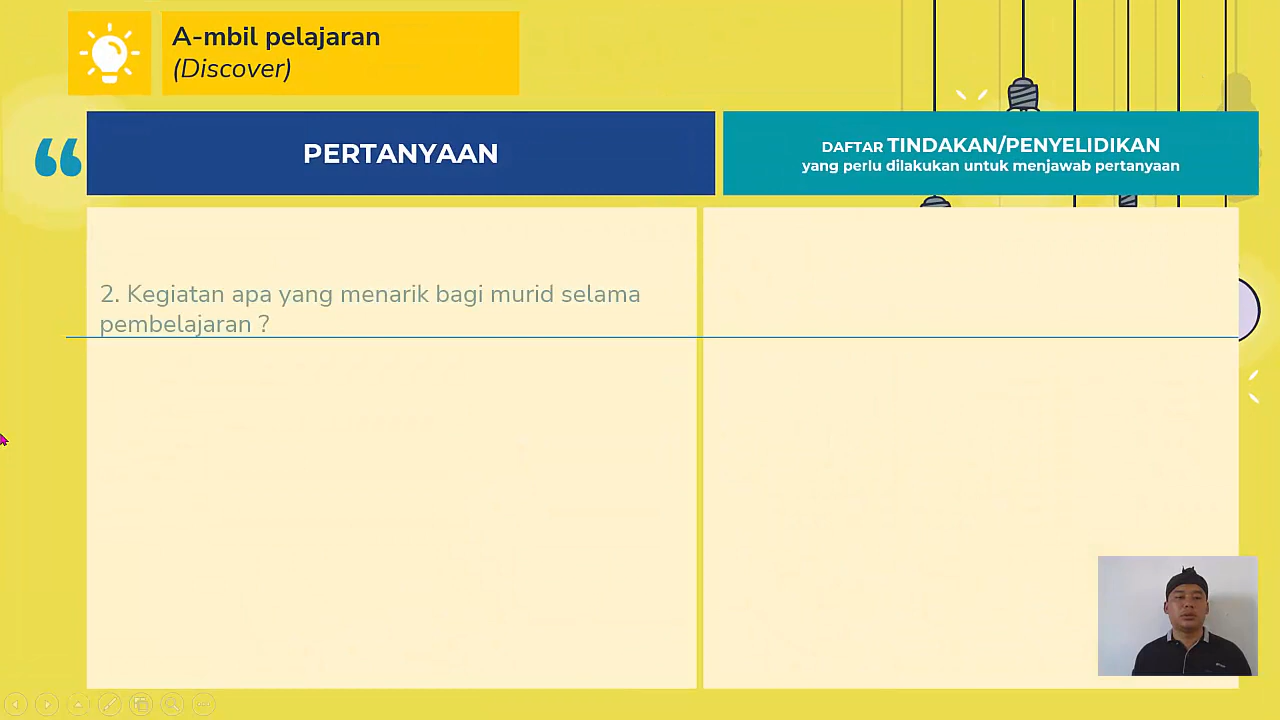 A-mbil pelajaran
(Discover)
PERTANYAAN
DAFTAR TINDAKAN/PENYELIDIKAN
yang perlu dilakukan untuk menjawab pertanyaan
2. Kegiatan apa yang menarik bagi murid selama
pembelajaran ?